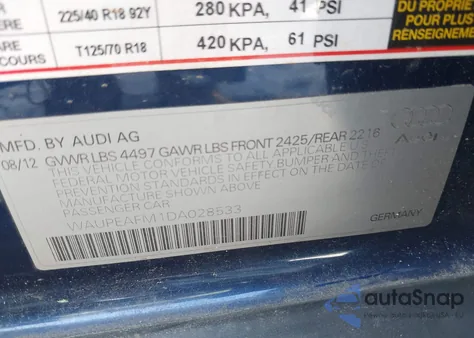 225/40 R18 92Y 280 KPA, 41 PSI
T125/70 R18 420 KPA, 61 PSI
DU PROPRIO
POUR PLUS
MFD. BY AUDI AG
08/12 GVWR LBS 4497 GAWR LBS FRONT 2425/REAR 2216
THIS VEHICLE CONFORMS TO ALL APPLICABLE
FEDERAL MOTOR VEHICLE SAFETY BUMPER AND THEFT
PREVENTION STANDARDS IN EFFECT ON THE DATE OF
MANUFACTURE SHOWN ABOVE
PASSENGER CAR
WAUPEAFM1DA028533
GERMANY
Audi
autoSnap